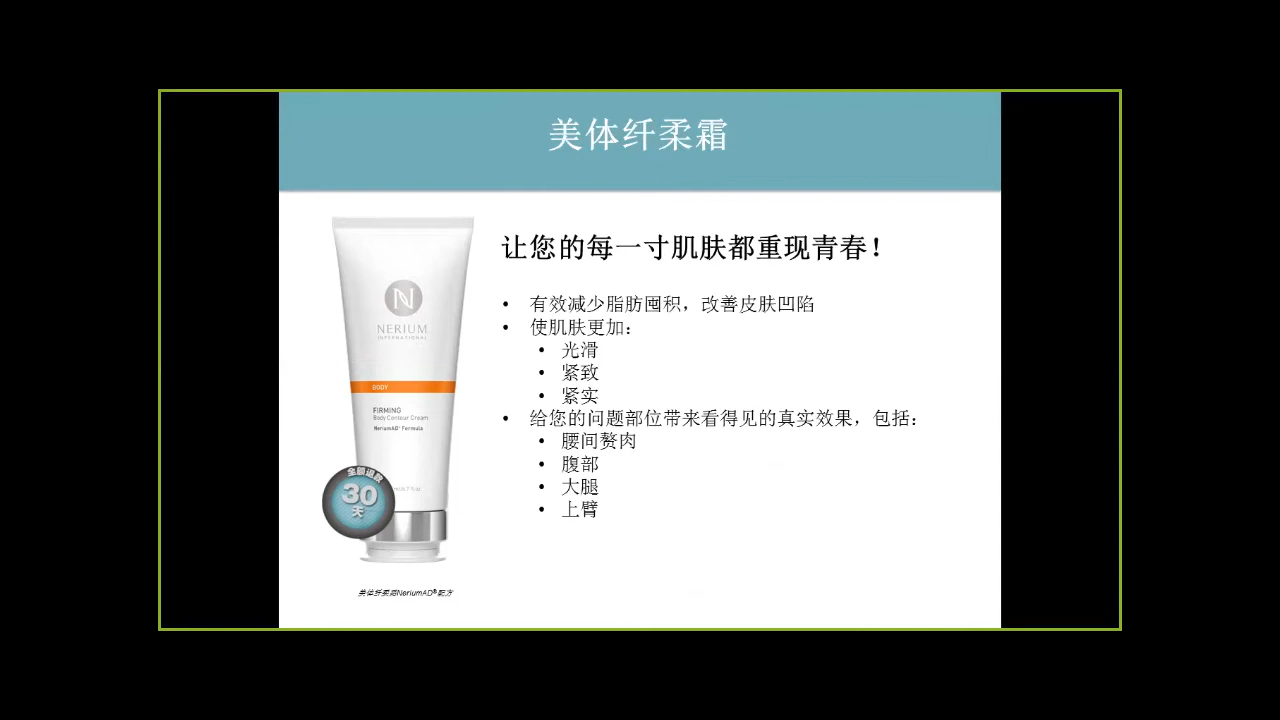 美体纤柔霜
让您的每一寸肌肤都重现青春！
• 有效减少脂肪囤积，改善皮肤凹陷
• 使肌肤更加：
• 光滑
• 紧致
• 紧实
• 给您的问题部位带来看得见的真实效果，包括：
• 腰间赘肉
• 腹部
• 大腿
• 上臂
N
NERIUM
INTERNATIONAL
BODY
FIRMING
Body Contour Cream
NeriumAD® Formula
全额退款
30
天
美体纤柔霜NeriumAD®配方